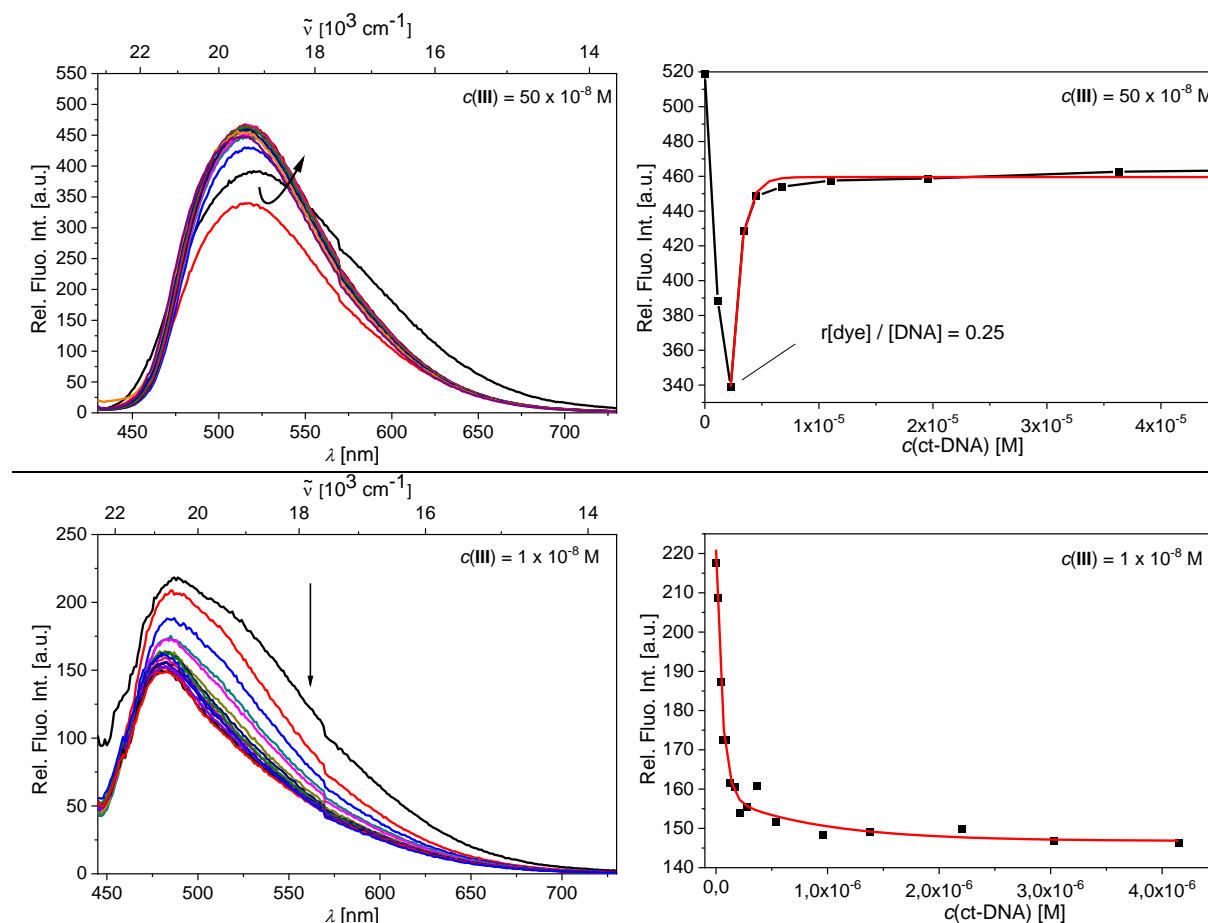 ν̃ [10³ cm⁻¹]
22 20 18 16 14
550
500
450
400
350
300
250
200
150
100
50
0
Rel. Fluo. Int. [a.u.]
c(III) = 50 x 10⁻⁸ M
450 500 550 600 650 700
λ [nm]
520
500
480
460
440
420
400
380
360
340
Rel. Fluo. Int. [a.u.]
c(III) = 50 x 10⁻⁸ M
r[dye] / [DNA] = 0.25
0 1x10⁻⁵ 2x10⁻⁵ 3x10⁻⁵ 4x10⁻⁵
c(ct-DNA) [M]
ν̃ [10³ cm⁻¹]
22 20 18 16 14
250
200
150
100
50
0
Rel. Fluo. Int. [a.u.]
c(III) = 1 x 10⁻⁸ M
450 500 550 600 650 700
λ [nm]
220
210
200
190
180
170
160
150
140
Rel. Fluo. Int. [a.u.]
c(III) = 1 x 10⁻⁸ M
0,0 1,0x10⁻⁶ 2,0x10⁻⁶ 3,0x10⁻⁶ 4,0x10⁻⁶
c(ct-DNA) [M]